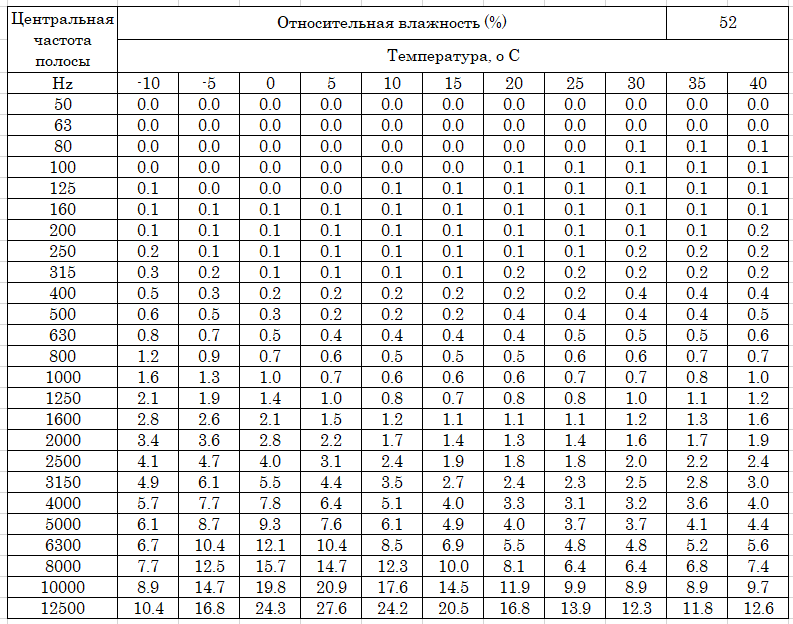 Центральная частота полосы Относительная влажность (%) 52
Температура, о С
Hz -10 -5 0 5 10 15 20 25 30 35 40
50 0.0 0.0 0.0 0.0 0.0 0.0 0.0 0.0 0.0 0.0 0.0
63 0.0 0.0 0.0 0.0 0.0 0.0 0.0 0.0 0.0 0.0 0.0
80 0.0 0.0 0.0 0.0 0.0 0.0 0.0 0.0 0.1 0.1 0.1
100 0.0 0.0 0.0 0.0 0.0 0.0 0.1 0.1 0.1 0.1 0.1
125 0.1 0.0 0.0 0.0 0.1 0.1 0.1 0.1 0.1 0.1 0.1
160 0.1 0.1 0.1 0.1 0.1 0.1 0.1 0.1 0.1 0.1 0.1
200 0.1 0.1 0.1 0.1 0.1 0.1 0.1 0.1 0.1 0.1 0.2
250 0.2 0.1 0.1 0.1 0.1 0.1 0.1 0.1 0.2 0.2 0.2
315 0.3 0.2 0.1 0.1 0.1 0.1 0.2 0.2 0.2 0.2 0.2
400 0.5 0.3 0.2 0.2 0.2 0.2 0.2 0.2 0.4 0.4 0.4
500 0.6 0.5 0.3 0.2 0.2 0.2 0.4 0.4 0.4 0.4 0.5
630 0.8 0.7 0.5 0.4 0.4 0.4 0.4 0.5 0.5 0.5 0.6
800 1.2 0.9 0.7 0.6 0.5 0.5 0.5 0.6 0.6 0.7 0.7
1000 1.6 1.3 1.0 0.7 0.6 0.6 0.6 0.7 0.7 0.8 1.0
1250 2.1 1.9 1.4 1.0 0.8 0.7 0.8 0.8 1.0 1.1 1.2
1600 2.8 2.6 2.1 1.5 1.2 1.1 1.1 1.1 1.2 1.3 1.6
2000 3.4 3.6 2.8 2.2 1.7 1.4 1.3 1.4 1.6 1.7 1.9
2500 4.1 4.7 4.0 3.1 2.4 1.9 1.8 1.8 2.0 2.2 2.4
3150 4.9 6.1 5.5 4.4 3.5 2.7 2.4 2.3 2.5 2.8 3.0
4000 5.7 7.7 7.8 6.4 5.1 4.0 3.3 3.1 3.2 3.6 4.0
5000 6.1 8.7 9.3 7.6 6.1 4.9 4.0 3.7 3.7 4.1 4.4
6300 6.7 10.4 12.1 10.4 8.5 6.9 5.5 4.8 4.8 5.2 5.6
8000 7.7 12.5 15.7 14.7 12.3 10.0 8.1 6.4 6.4 6.8 7.4
10000 8.9 14.7 19.8 20.9 17.6 14.5 11.9 9.9 8.9 8.9 9.7
12500 10.4 16.8 24.3 27.6 24.2 20.5 16.8 13.9 12.3 11.8 12.6